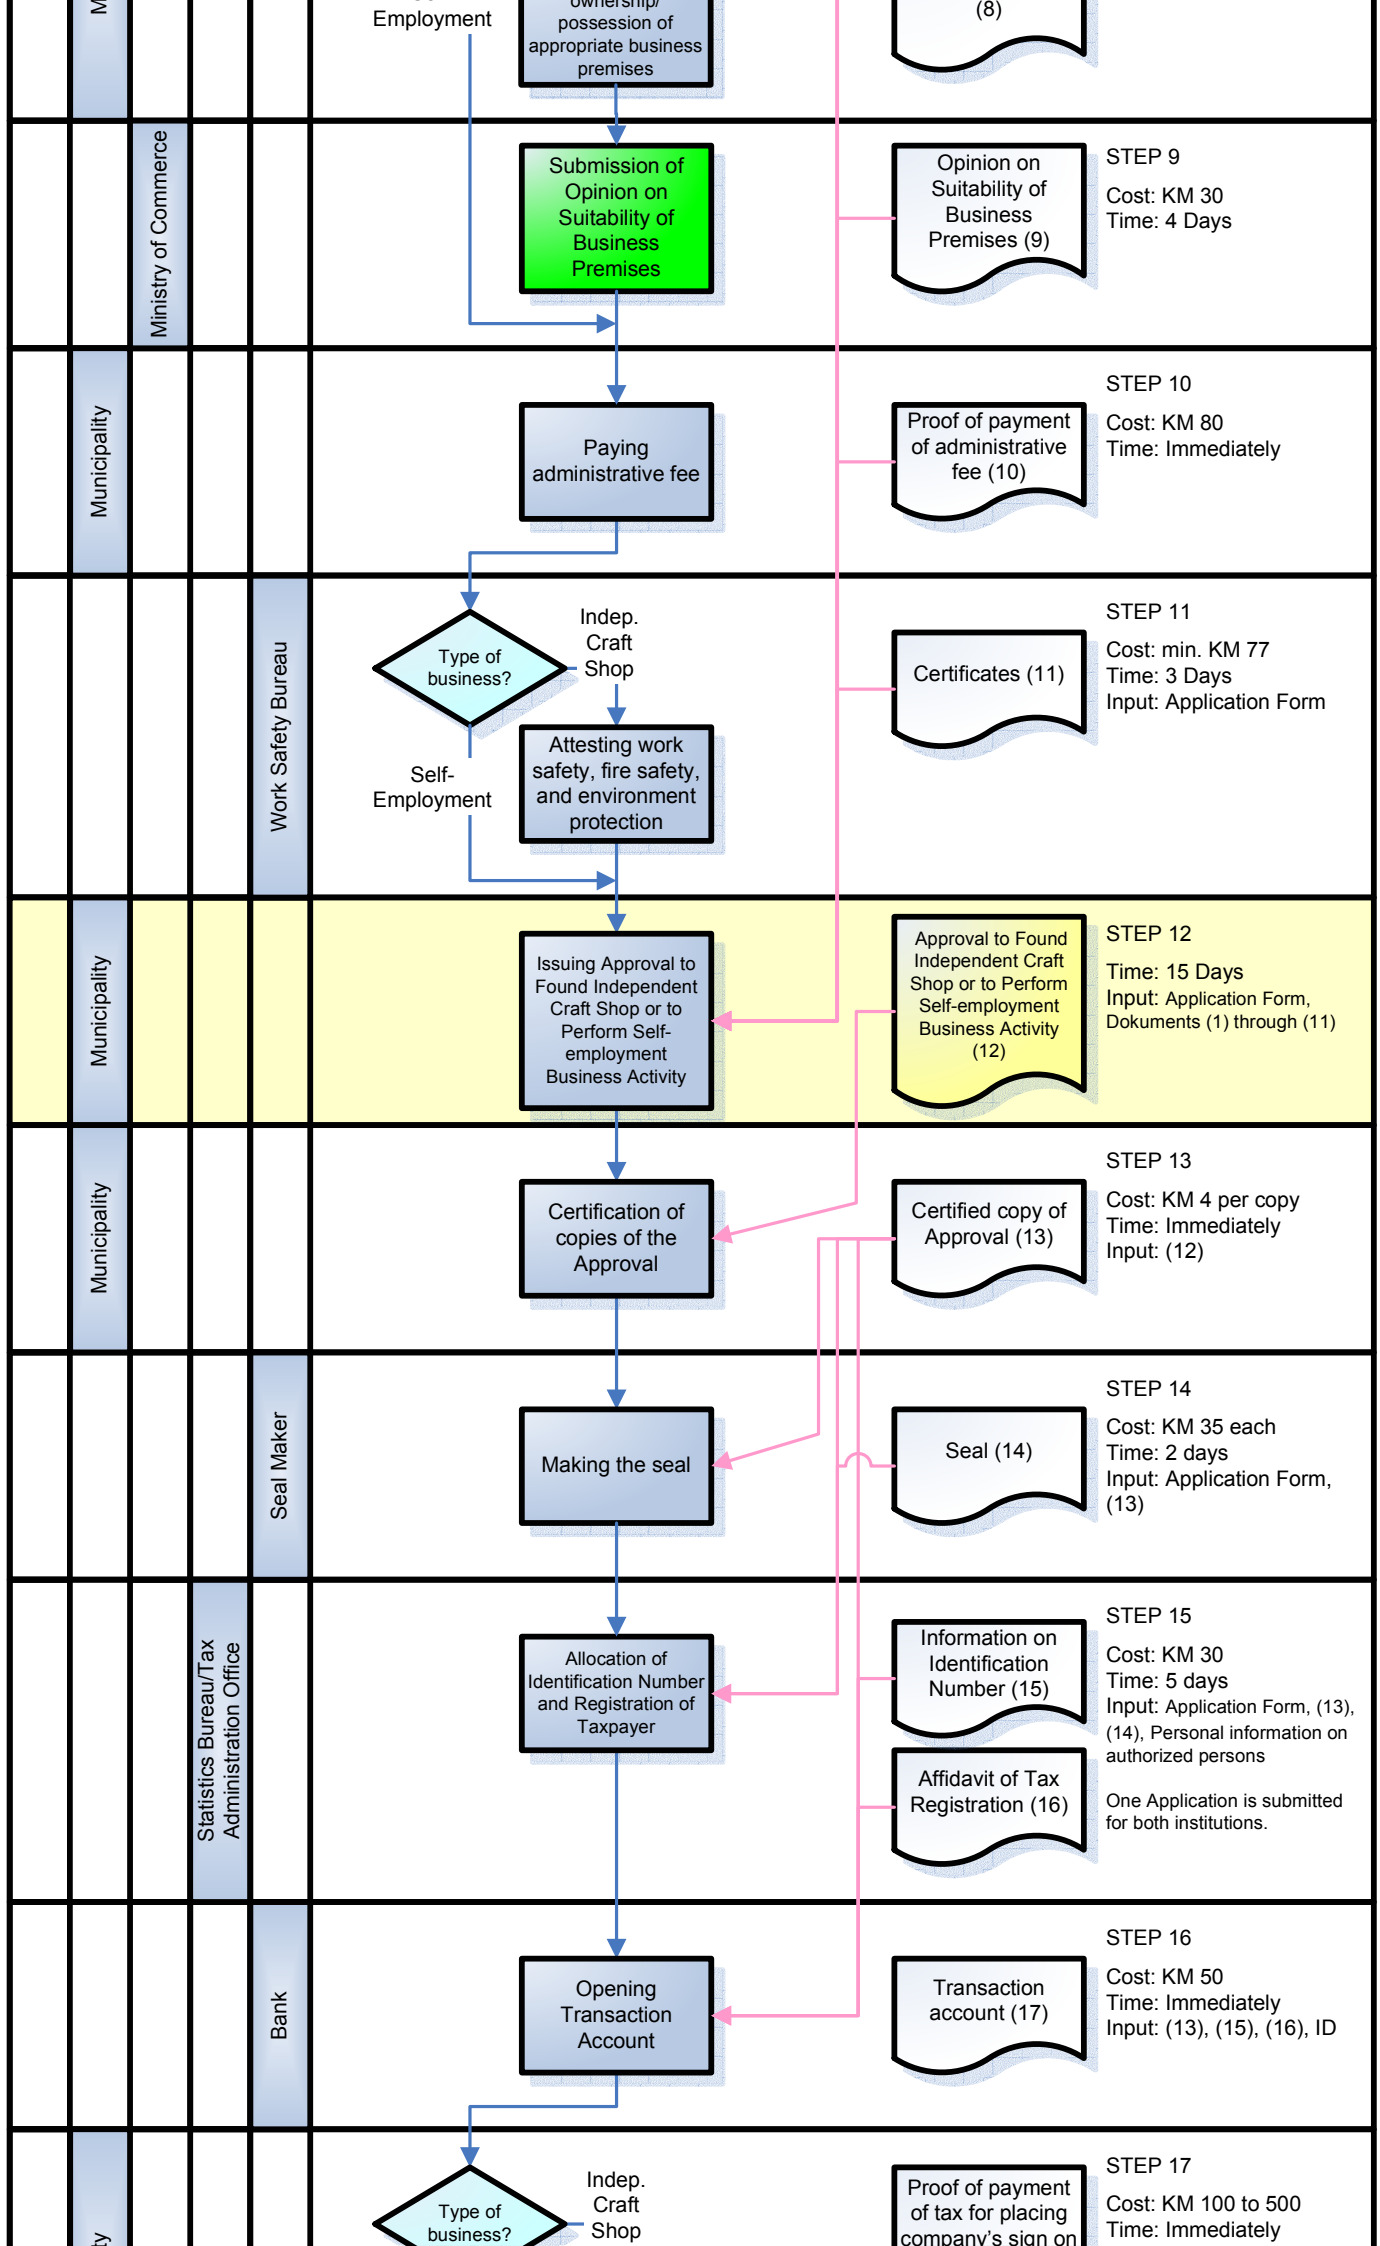 Employment
ownership/
possession of
appropriate business
premises
(8)
Ministry of Commerce
Submission of
Opinion on
Suitability of
Business
Premises
Opinion on
Suitability of
Business
Premises (9)
STEP 9
Cost: KM 30
Time: 4 Days
Municipality
Paying
administrative fee
Proof of payment
of administrative
fee (10)
STEP 10
Cost: KM 80
Time: Immediately
Work Safety Bureau
Type of
business?
Indep.
Craft
Shop
Self-
Employment
Attesting work
safety, fire safety,
and environment
protection
Certificates (11)
STEP 11
Cost: min. KM 77
Time: 3 Days
Input: Application Form
Municipality
Issuing Approval to
Found Independent
Craft Shop or to
Perform Self-
employment
Business Activity
Approval to Found
Independent Craft
Shop or to Perform
Self-employment
Business Activity
(12)
STEP 12
Time: 15 Days
Input: Application Form,
Dokuments (1) through (11)
Municipality
Certification of
copies of the
Approval
Certified copy of
Approval (13)
STEP 13
Cost: KM 4 per copy
Time: Immediately
Input: (12)
Seal Maker
Making the seal
Seal (14)
STEP 14
Cost: KM 35 each
Time: 2 days
Input: Application Form,
(13)
Statistics Bureau/Tax
Administration Office
Allocation of
Identification Number
and Registration of
Taxpayer
Information on
Identification
Number (15)
Affidavit of Tax
Registration (16)
STEP 15
Cost: KM 30
Time: 5 days
Input: Application Form, (13),
(14), Personal information on
authorized persons
One Application is submitted
for both institutions.
Bank
Opening
Transaction
Account
Transaction
account (17)
STEP 16
Cost: KM 50
Time: Immediately
Input: (13), (15), (16), ID
Type of
business?
Indep.
Craft
Shop
Proof of payment
of tax for placing
company's sign on
STEP 17
Cost: KM 100 to 500
Time: Immediately